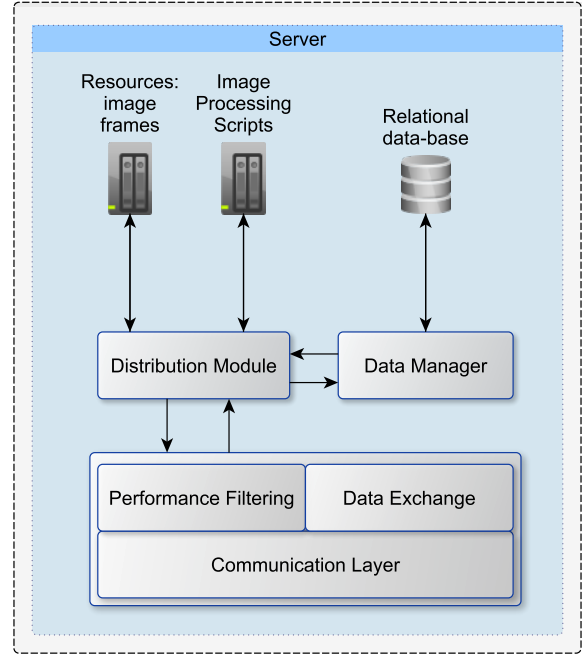 Server
Resources:
image
frames
Image
Processing
Scripts
Relational
data-base
Distribution Module
Data Manager
Performance Filtering
Data Exchange
Communication Layer